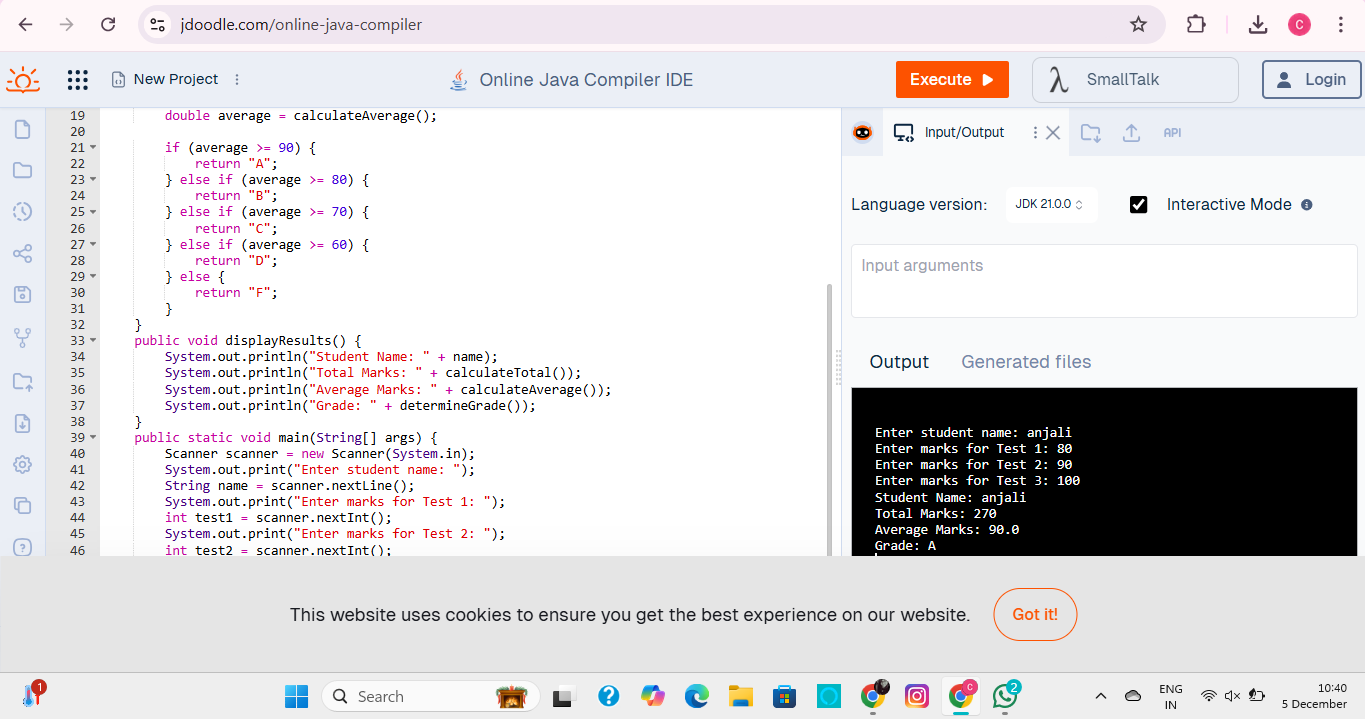 jdoodle.com/online-java-compiler
C
New Project
Online Java Compiler IDE
Execute
SmallTalk
Login
19 double average = calculateAverage();
20
21 if (average >= 90) {
22 return "A";
23 } else if (average >= 80) {
24 return "B";
25 } else if (average >= 70) {
26 return "C";
27 } else if (average >= 60) {
28 return "D";
29 } else {
30 return "F";
31 }
32 }
33 public void displayResults() {
34 System.out.println("Student Name: " + name);
35 System.out.println("Total Marks: " + calculateTotal());
36 System.out.println("Average Marks: " + calculateAverage());
37 System.out.println("Grade: " + determineGrade());
38 }
39 public static void main(String[] args) {
40 Scanner scanner = new Scanner(System.in);
41 System.out.print("Enter student name: ");
42 String name = scanner.nextLine();
43 System.out.print("Enter marks for Test 1: ");
44 int test1 = scanner.nextInt();
45 System.out.print("Enter marks for Test 2: ");
46 int test2 = scanner.nextInt();
Input/Output
API
Language version:
JDK 21.0.0
Interactive Mode
Input arguments
Output
Generated files
Enter student name: anjali
Enter marks for Test 1: 80
Enter marks for Test 2: 90
Enter marks for Test 3: 100
Student Name: anjali
Total Marks: 270
Average Marks: 90.0
Grade: A
This website uses cookies to ensure you get the best experience on our website.
Got it!
1
Search
C
2
ENG
IN
10:40
5 December